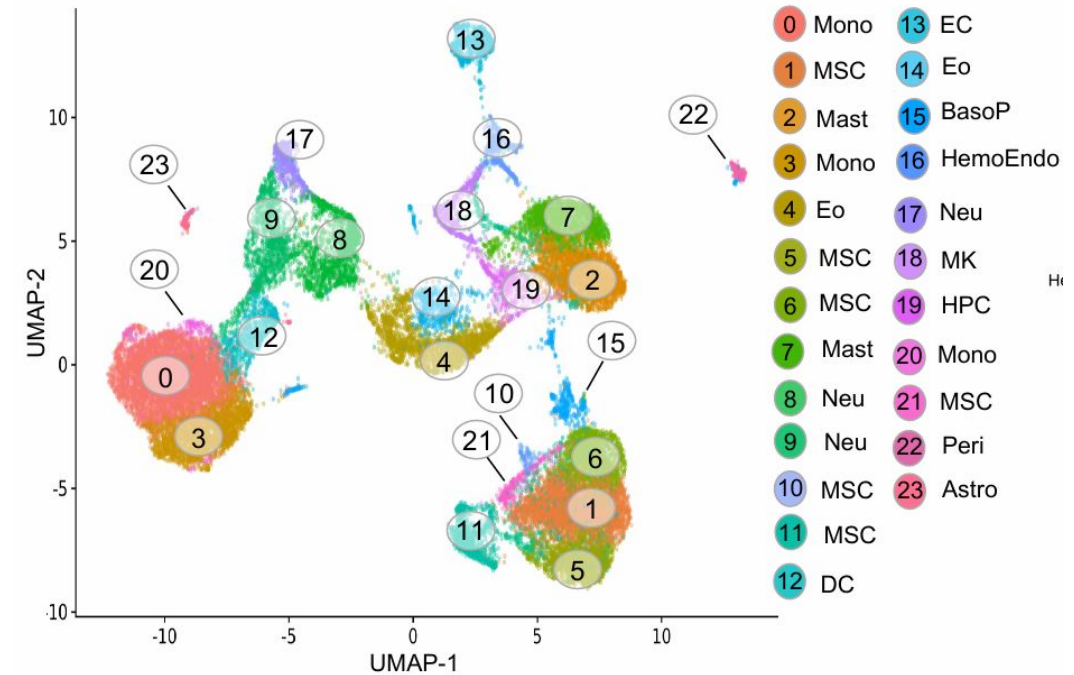 0 Mono
1 MSC
2 Mast
3 Mono
4 Eo
5 MSC
6 MSC
7 Mast
8 Neu
9 Neu
10 MSC
11 MSC
12 DC
13 EC
14 Eo
15 BasoP
16 HemoEndo
17 Neu
18 MK
19 HPC
20 Mono
21 MSC
22 Peri
23 Astro
He
UMAP-2
10
5
0
-5
-10
-10
-5
0
5
10
UMAP-1
13
22
17
16
23
9
18
7
8
20
2
19
14
12
15
4
0
10
3
21
6
1
11
5